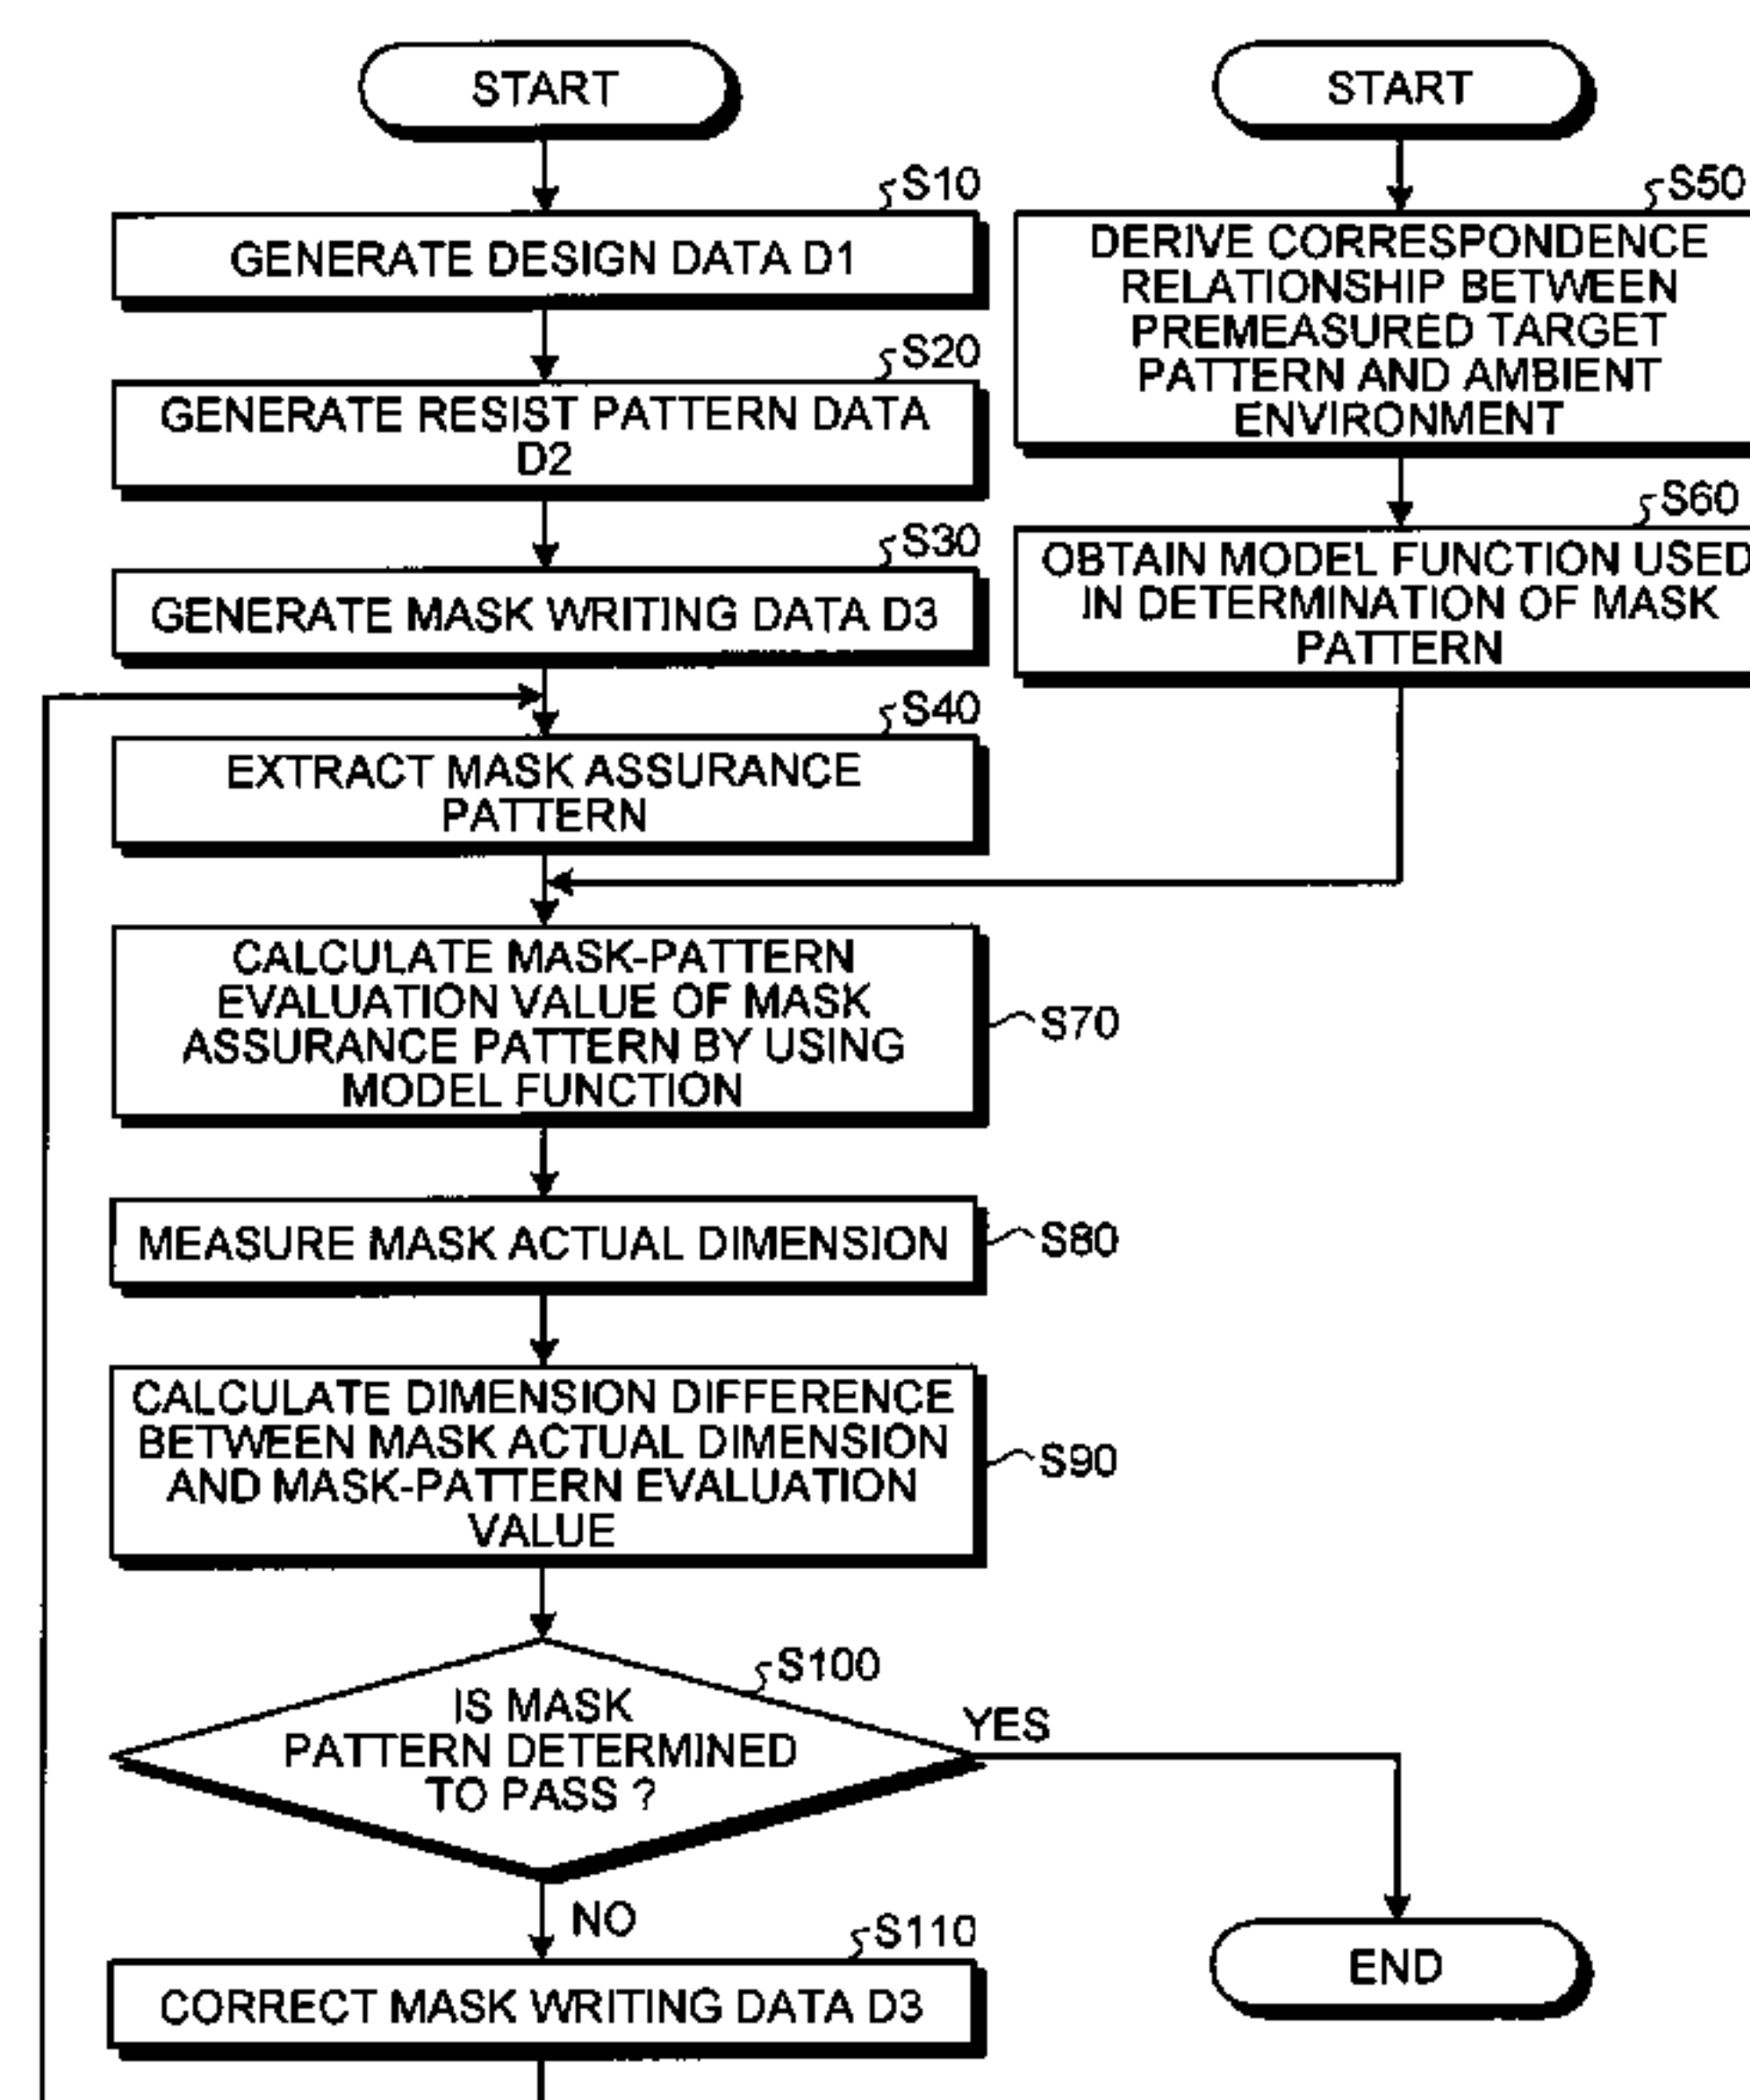 START
S10
GENERATE DESIGN DATA D1
S20
GENERATE RESIST PATTERN DATA
D2
S30
GENERATE MASK WRITING DATA D3
S40
EXTRACT MASK ASSURANCE
PATTERN
START
S50
DERIVE CORRESPONDENCE
RELATIONSHIP BETWEEN
PREMEASURED TARGET
PATTERN AND AMBIENT
ENVIRONMENT
S60
OBTAIN MODEL FUNCTION USED
IN DETERMINATION OF MASK
PATTERN
CALCULATE MASK-PATTERN
EVALUATION VALUE OF MASK
ASSURANCE PATTERN BY USING
MODEL FUNCTION
S70
MEASURE MASK ACTUAL DIMENSION
S80
CALCULATE DIMENSION DIFFERENCE
BETWEEN MASK ACTUAL DIMENSION
AND MASK-PATTERN EVALUATION
VALUE
S90
S100
IS MASK
PATTERN DETERMINED
TO PASS ?
YES
NO
S110
CORRECT MASK WRITING DATA D3
END